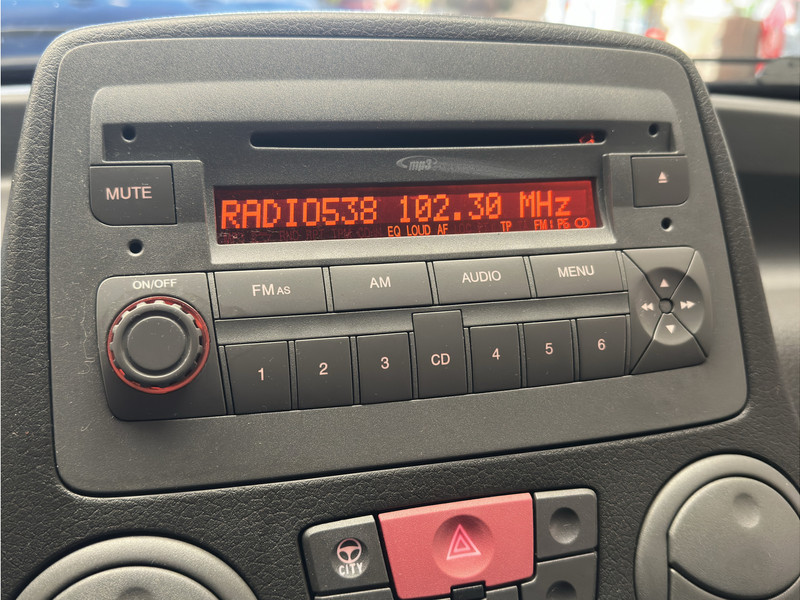 mp3
MUTE
RADIO538 102.30 MHz
EQ LOUD AF TP FM1 CD
ON/OFF
FM AS AM AUDIO MENU
1 2 3 CD 4 5 6
CITY